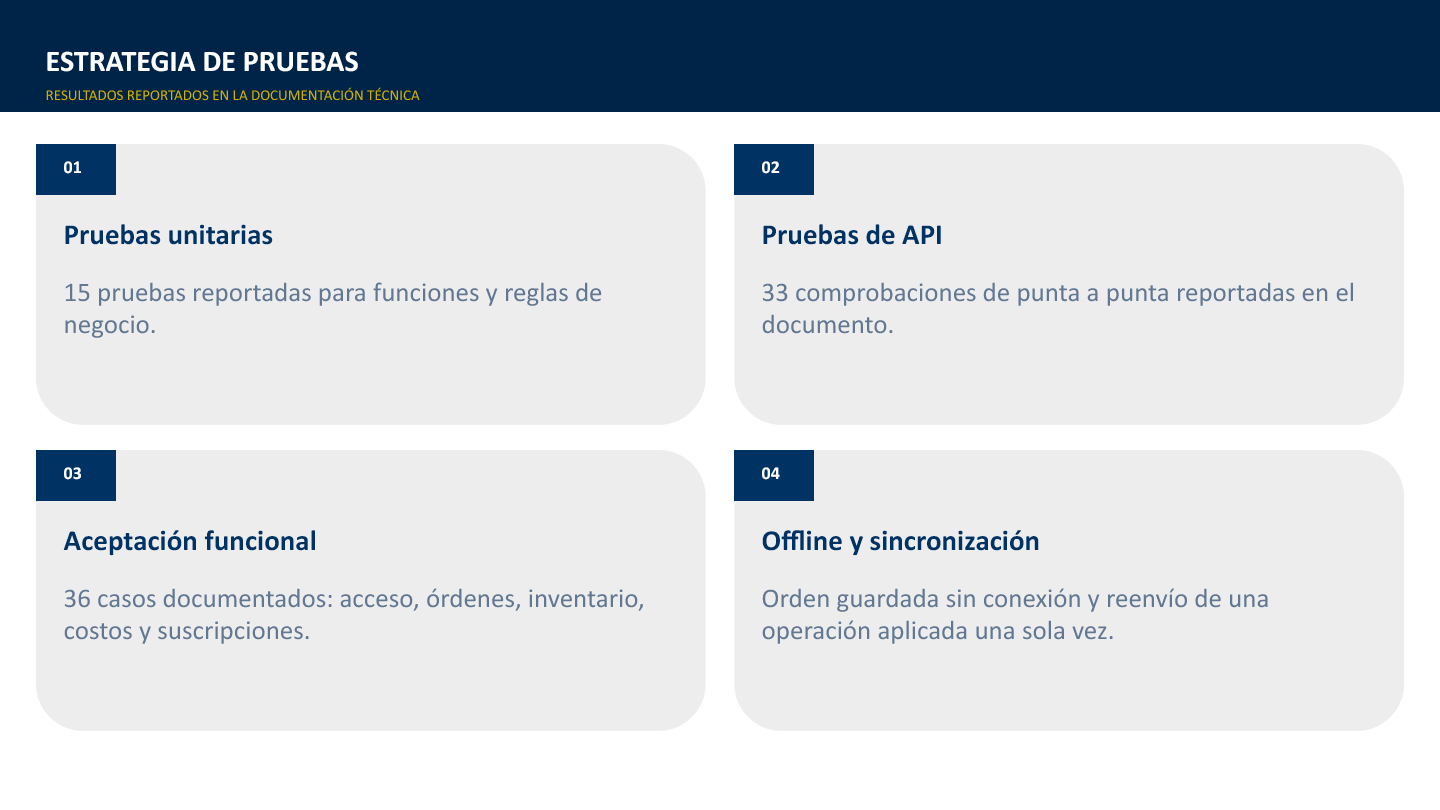 ESTRATEGIA DE PRUEBAS
RESULTADOS REPORTADOS EN LA DOCUMENTACIÓN TÉCNICA
01
Pruebas unitarias
15 pruebas reportadas para funciones y reglas de
negocio.
02
Pruebas de API
33 comprobaciones de punta a punta reportadas en el
documento.
03
Aceptación funcional
36 casos documentados: acceso, órdenes, inventario,
costos y suscripciones.
04
Offline y sincronización
Orden guardada sin conexión y reenvío de una
operación aplicada una sola vez.